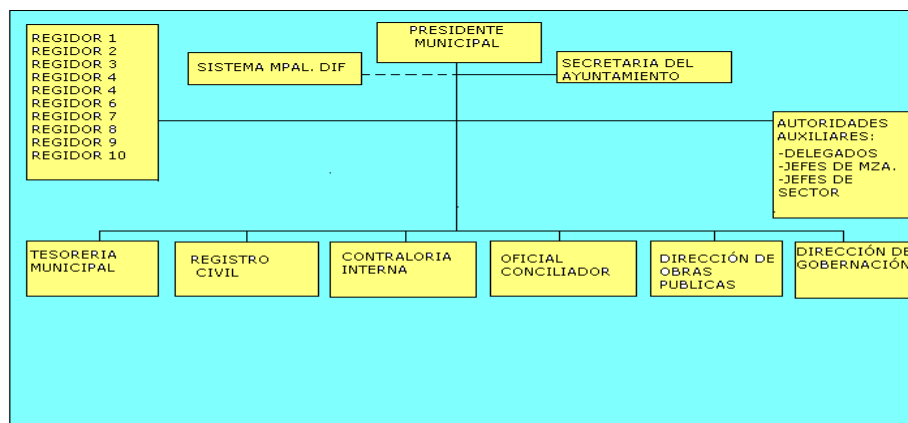 PRESIDENTE
MUNICIPAL
REGIDOR 1
REGIDOR 2
REGIDOR 3
REGIDOR 4
REGIDOR 4
REGIDOR 6
REGIDOR 7
REGIDOR 8
REGIDOR 9
REGIDOR 10
SISTEMA MPAL. DIF
SECRETARIA DEL
AYUNTAMIENTO
AUTORIDADES
AUXILIARES:
-DELEGADOS
-JEFES DE MZA.
-JEFES DE
SECTOR
TESORERIA
MUNICIPAL
REGISTRO
CIVIL
CONTRALORIA
INTERNA
OFICIAL
CONCILIADOR
DIRECCIÓN DE
OBRAS
PUBLICAS
DIRECCIÓN DE
GOBERNACIÓN